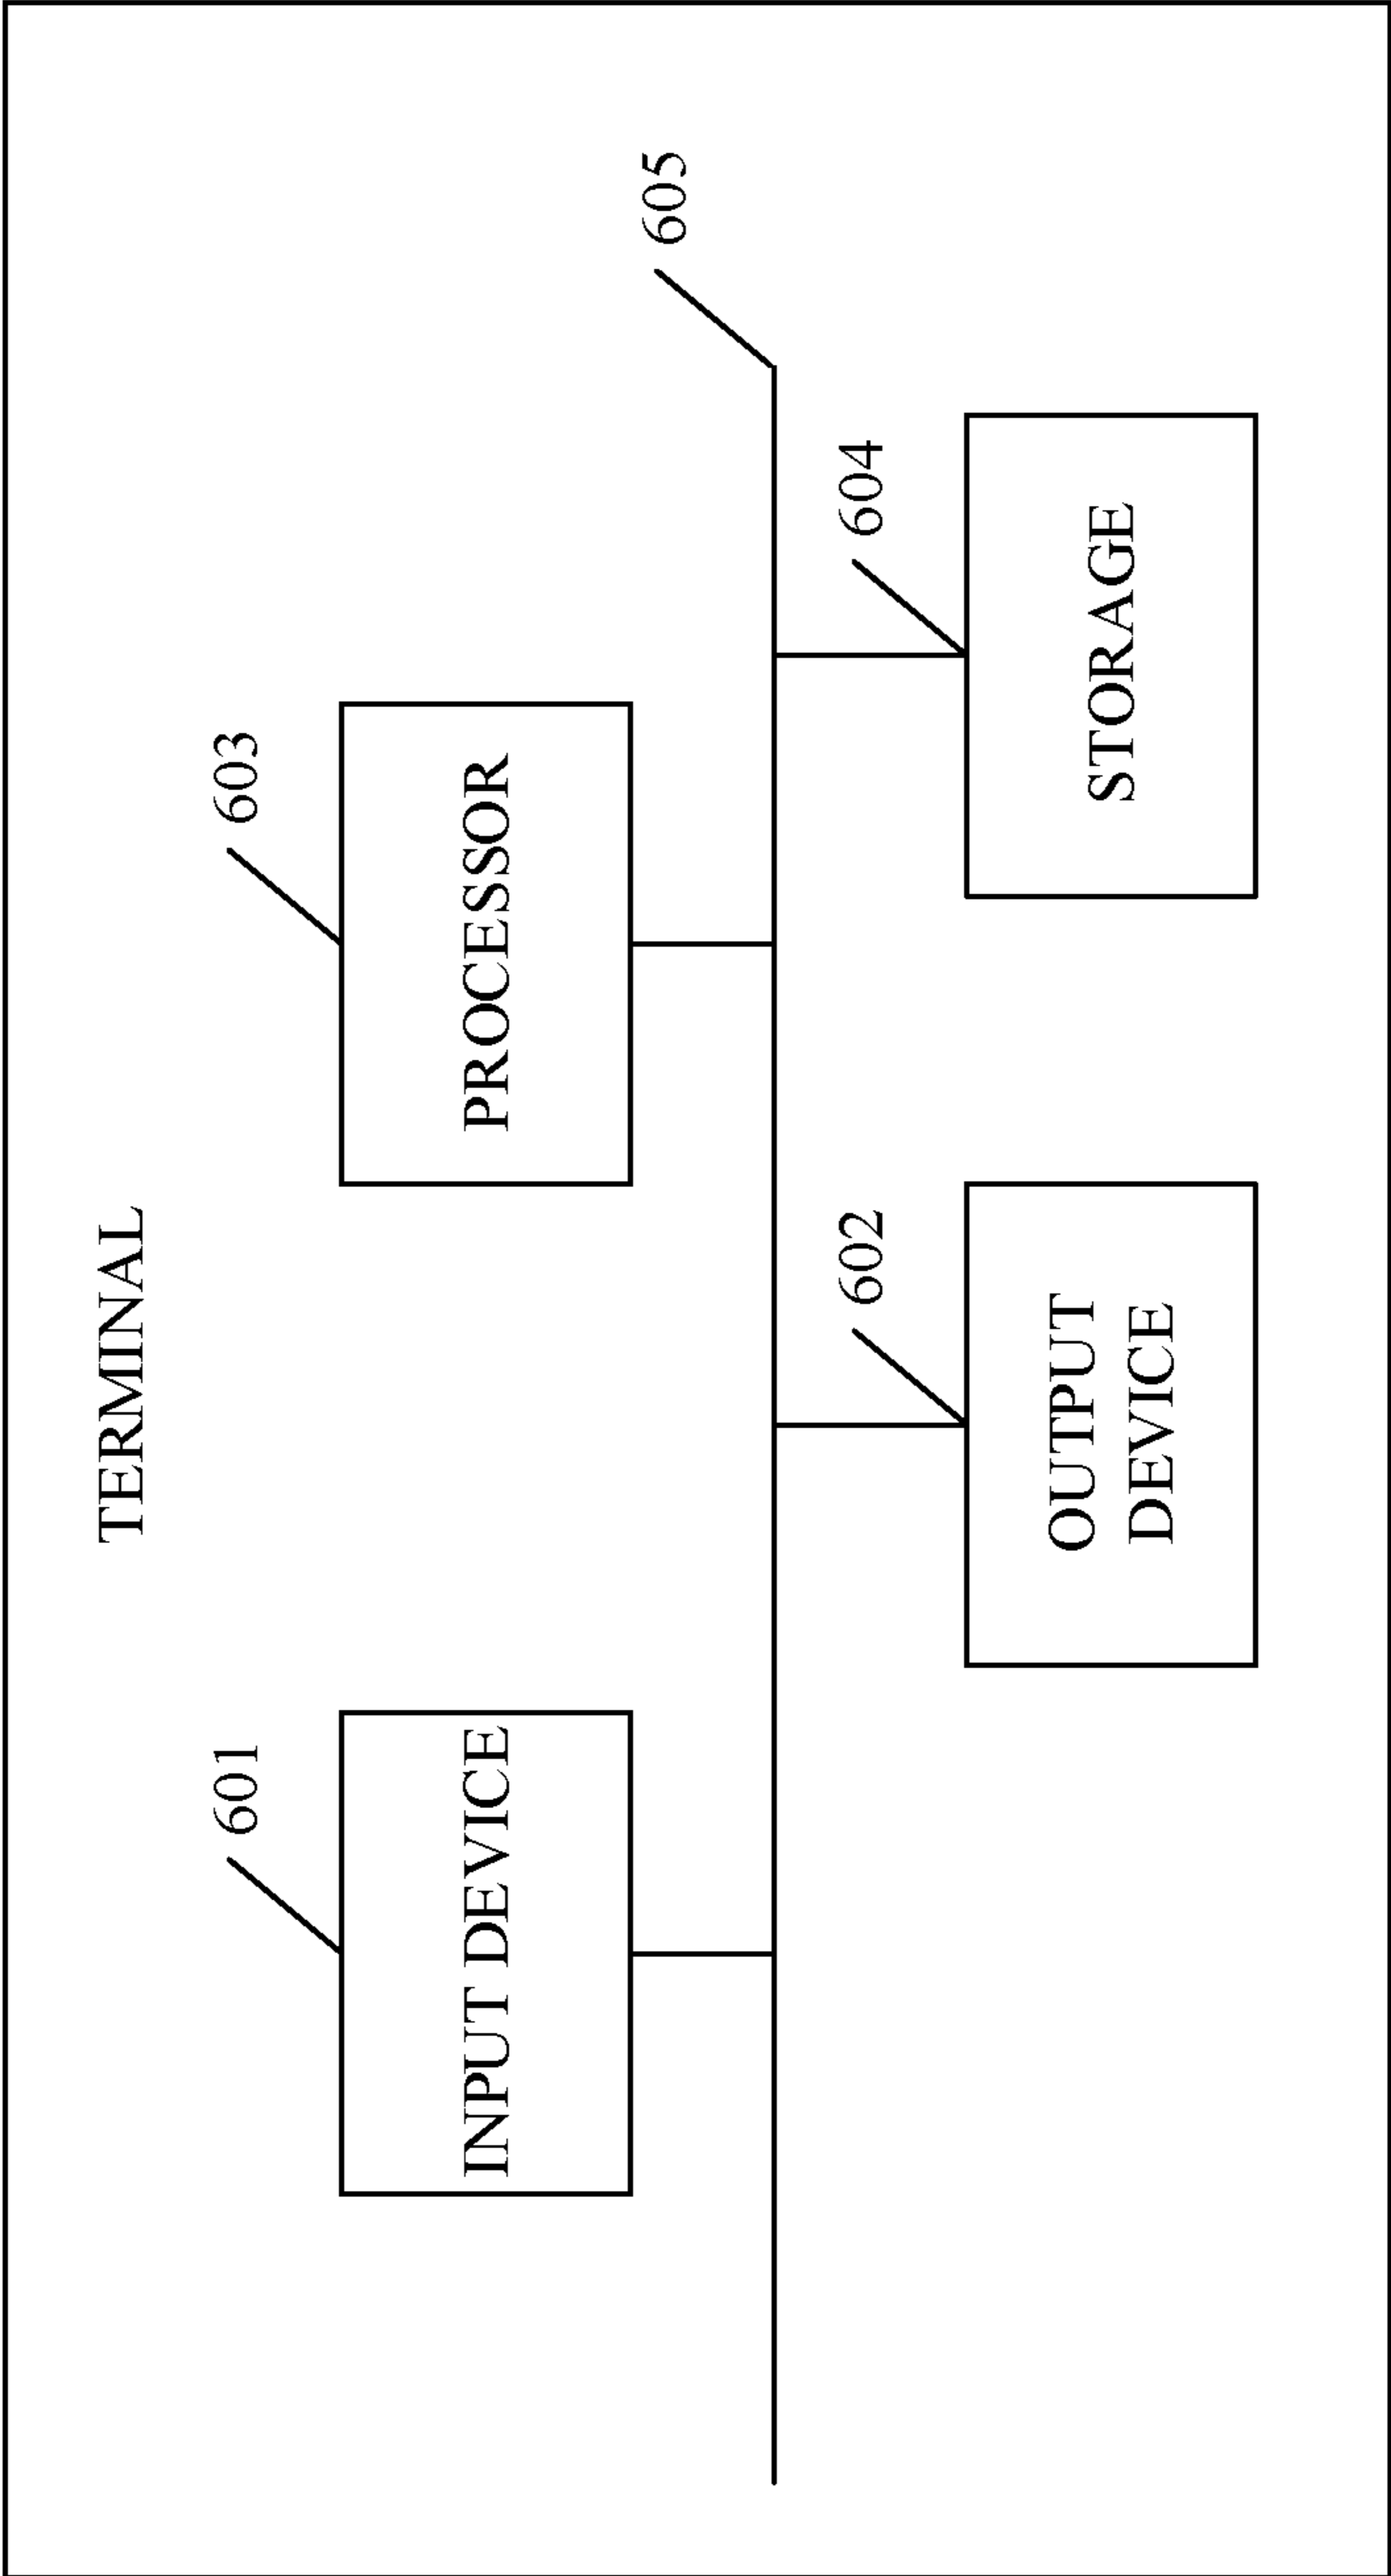 TERMINAL
601
603
INPUT DEVICE
PROCESSOR
605
602
604
OUTPUT
DEVICE
STORAGE